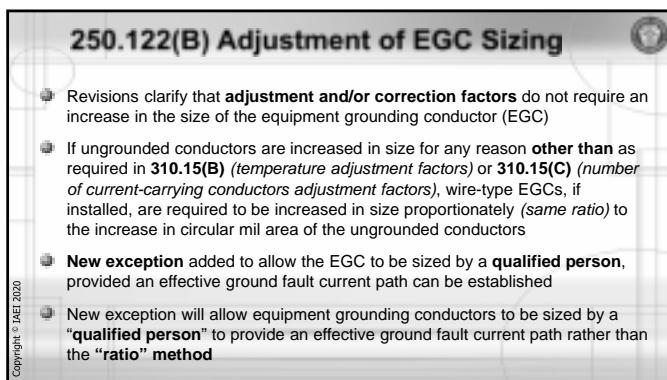 250.122(B) Adjustment of EGC Sizing
Revisions clarify that adjustment and/or correction factors do not require an
increase in the size of the equipment grounding conductor (EGC)
If ungrounded conductors are increased in size for any reason other than as
required in 310.15(B) (temperature adjustment factors) or 310.15(C) (number
of current-carrying conductors adjustment factors), wire-type EGCs, if
installed, are required to be increased in size proportionately (same ratio) to
the increase in circular mil area of the ungrounded conductors
New exception added to allow the EGC to be sized by a qualified person,
provided an effective ground fault current path can be established
New exception will allow equipment grounding conductors to be sized by a
“qualified person” to provide an effective ground fault current path rather than
the “ratio” method
Copyright © IAEI 2020